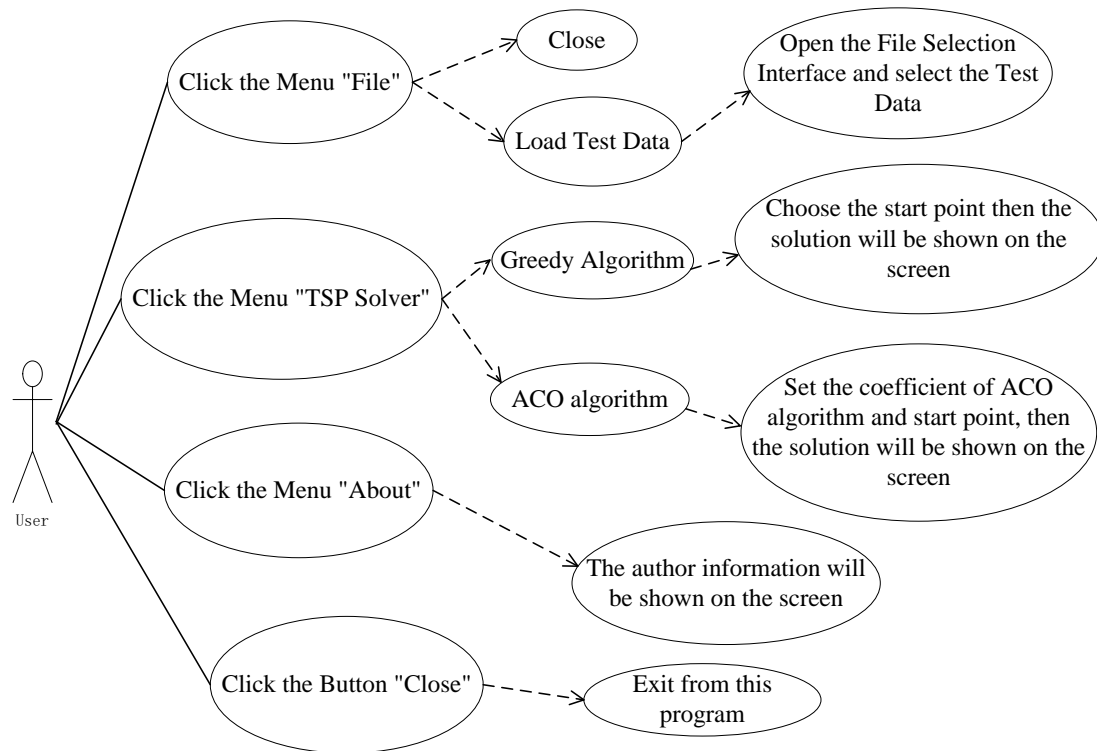 Close
Open the File Selection
Interface and select the Test
Data
Click the Menu "File"
Load Test Data
Choose the start point then the
solution will be shown on the
screen
Greedy Algorithm
Click the Menu "TSP Solver"
ACO algorithm
Set the coefficient of ACO
algorithm and start point, then
the solution will be shown on the
screen
Click the Menu "About"
User
The author information will
be shown on the screen
Click the Button "Close"
Exit from this
program